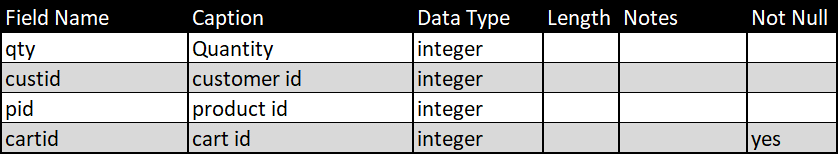 Field Name Caption Data Type Length Notes Not Null
qty Quantity integer
custid customer id integer
pid product id integer
cartid cart id integer yes